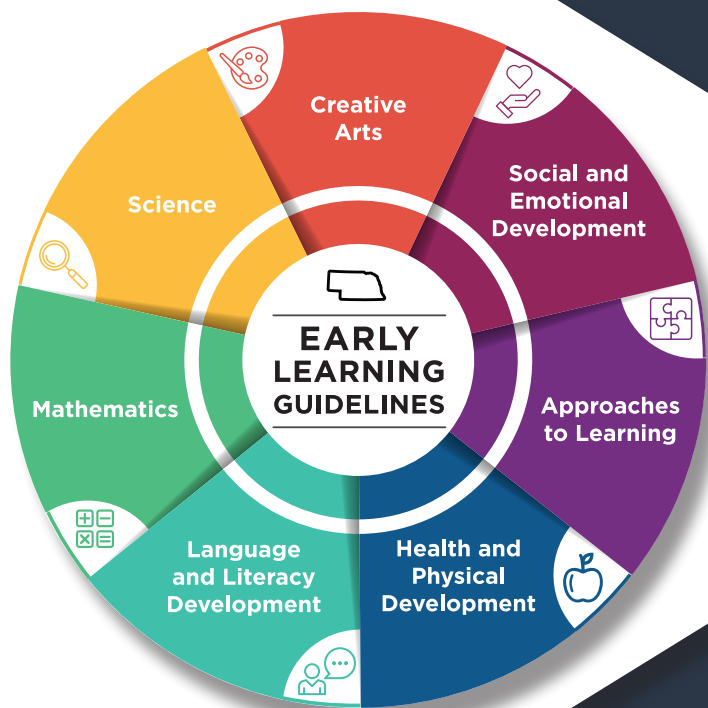 Creative
Arts
Social and
Emotional
Development
Science
EARLY
LEARNING
GUIDELINES
Mathematics
Approaches
to Learning
Language
and Literacy
Development
Health and
Physical
Development